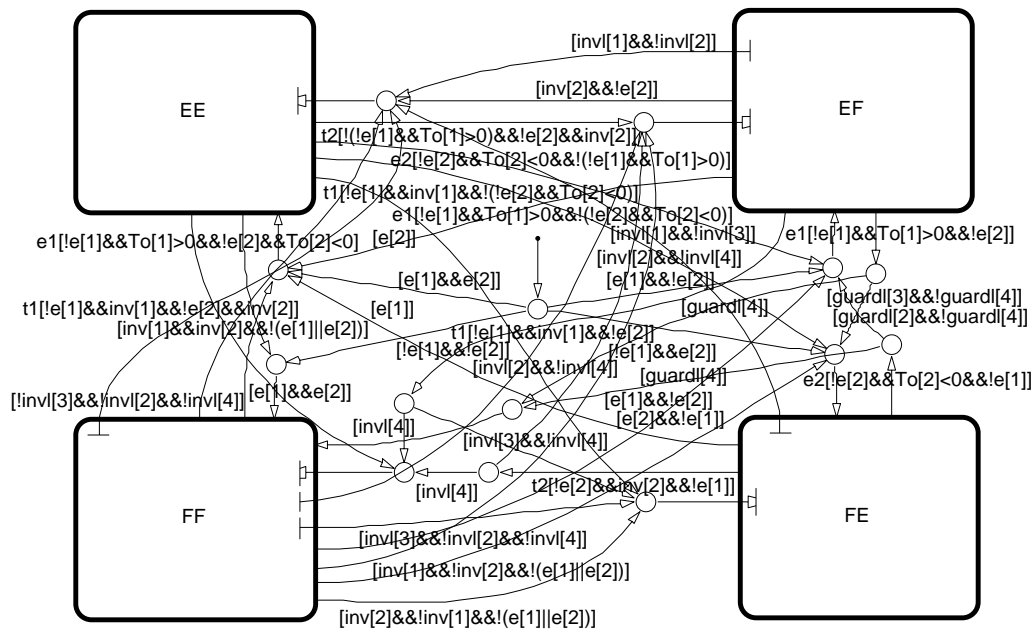 [invl[1]&&!invl[2]]
EE
EF
[inv[2]&&!e[2]]
t2[!(!e[1]&&To[1]>0)&&!e[2]&&inv[2]]
e2[!e[2]&&To[2]<0&&!(!e[1]&&To[1]>0)]
t1[!e[1]&&inv[1]&&!(!e[2]&&To[2]<0)]
e1[!e[1]&&To[1]>0&&!(!e[2]&&To[2]<0)]
e1[!e[1]&&To[1]>0&&!e[2]&&To[2]<0]
[e[2]]
[invl[1]&&!invl[3]]
e1[!e[1]&&To[1]>0&&!e[2]]
[invl[2]&&!invl[4]]
[e[1]&&e[2]]
[e[1]&&!e[2]]
t1[!e[1]&&inv[1]&&!e[2]&&inv[2]]
[e[1]]
[guardl[4]]
[guardl[3]&&!guardl[4]]
[guardl[2]&&!guardl[4]]
[inv[1]&&inv[2]&&!(e[1]||e[2])]
t1[!e[1]&&inv[1]&&!e[2]]
[!e[1]&&!e[2]]
[!e[1]&&e[2]]
[invl[2]&&!invl[4]]
[guardl[4]]
e2[!e[2]&&To[2]<0&&!e[1]]
[e[1]&&e[2]]
[!invl[3]&&!invl[2]&&!invl[4]]
[e[1]&&!e[2]]
[e[2]&&!e[1]]
[invl[4]]
[invl[3]&&!invl[4]]
[invl[4]]
t2[!e[2]&&inv[2]&&!e[1]]
FF
FE
[invl[3]&&!invl[2]&&!invl[4]]
[inv[1]&&!inv[2]&&!(e[1]||e[2])]
[inv[2]&&!inv[1]&&!(e[1]||e[2])]